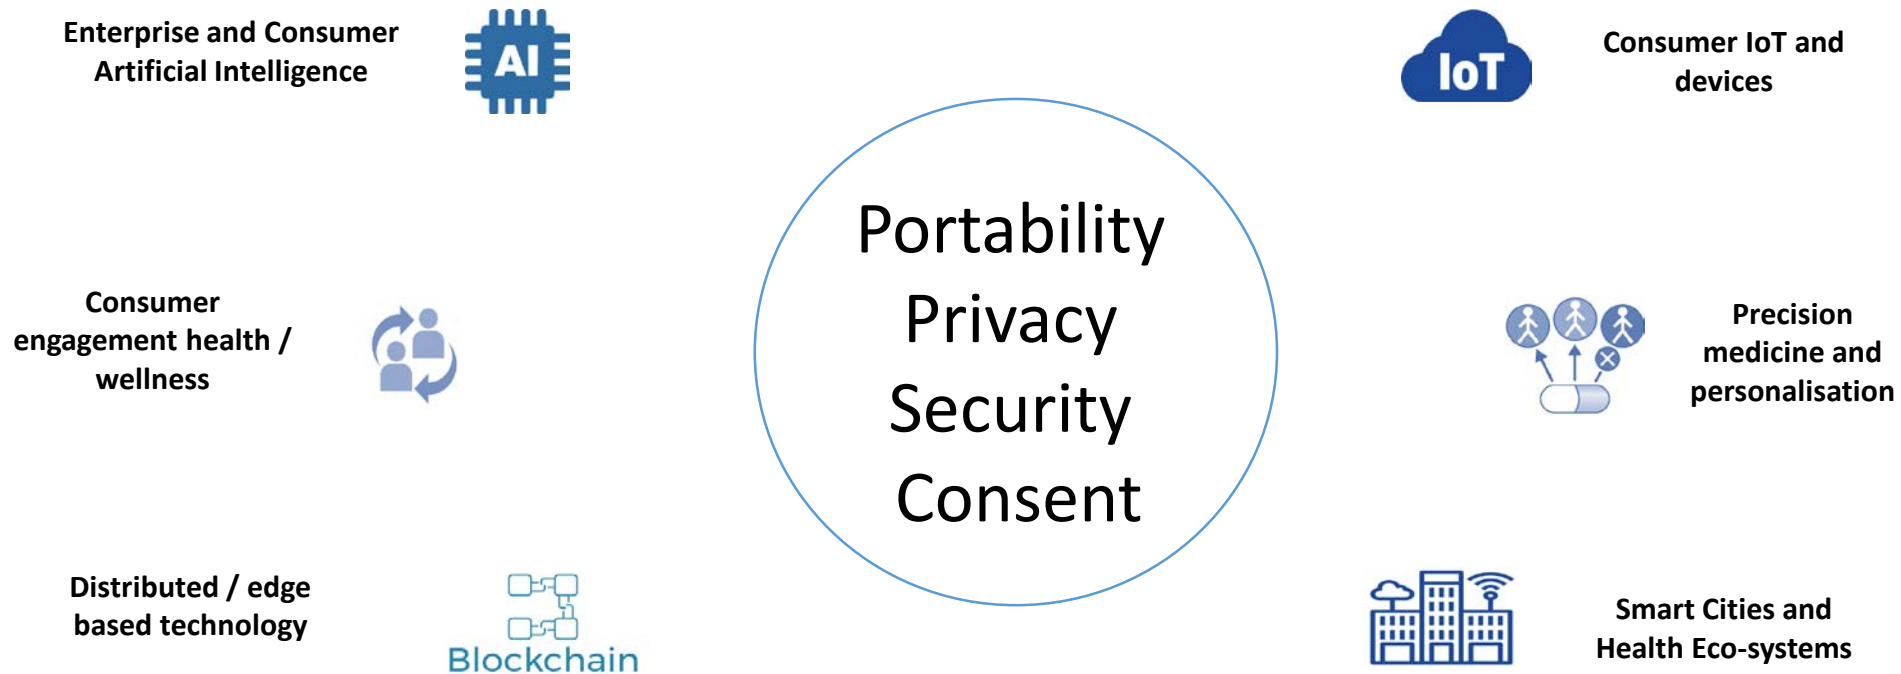 Enterprise and Consumer
Artificial Intelligence
AI
IoT
Consumer IoT and
devices
Portability
Privacy
Security
Consent
Consumer
engagement health /
wellness
Precision
medicine and
personalisation
Distributed / edge
based technology
Blockchain
Smart Cities and
Health Eco-systems